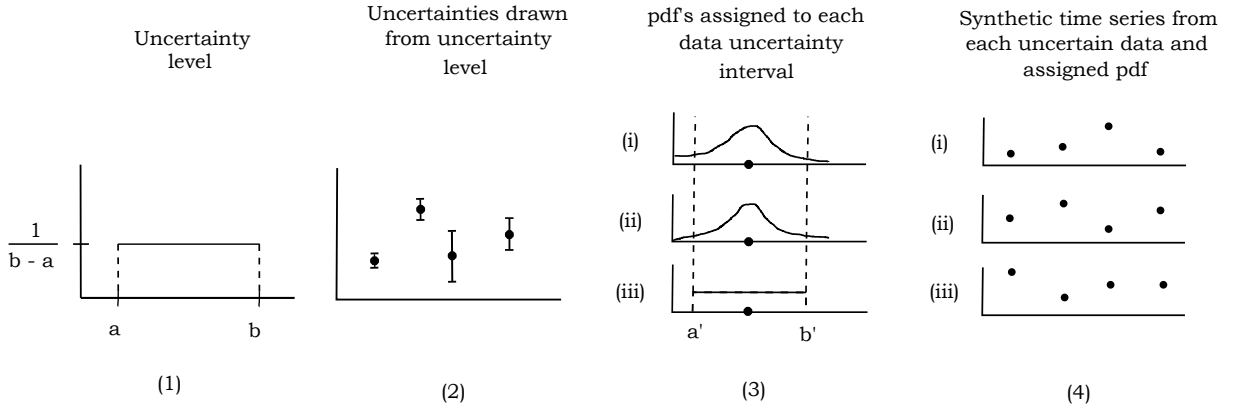 Uncertainty
level
Uncertainties drawn
from uncertainty
level
pdf's assigned to each
data uncertainty
interval
Synthetic time series from
each uncertain data and
assigned pdf
1
b - a
a
b
(i)
(ii)
(iii)
a'
b'
(i)
(ii)
(iii)
(1)
(2)
(3)
(4)